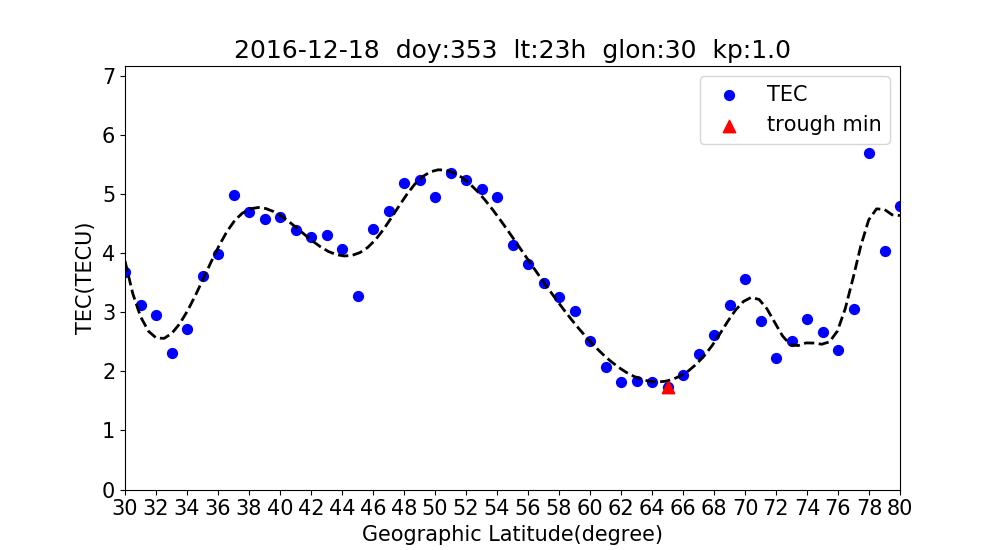 2016-12-18  doy:353  lt:23h  glon:30  kp:1.0
TEC
trough min
TEC(TECU)
7
6
5
4
3
2
1
0
30 32 34 36 38 40 42 44 46 48 50 52 54 56 58 60 62 64 66 68 70 72 74 76 78 80
Geographic Latitude(degree)